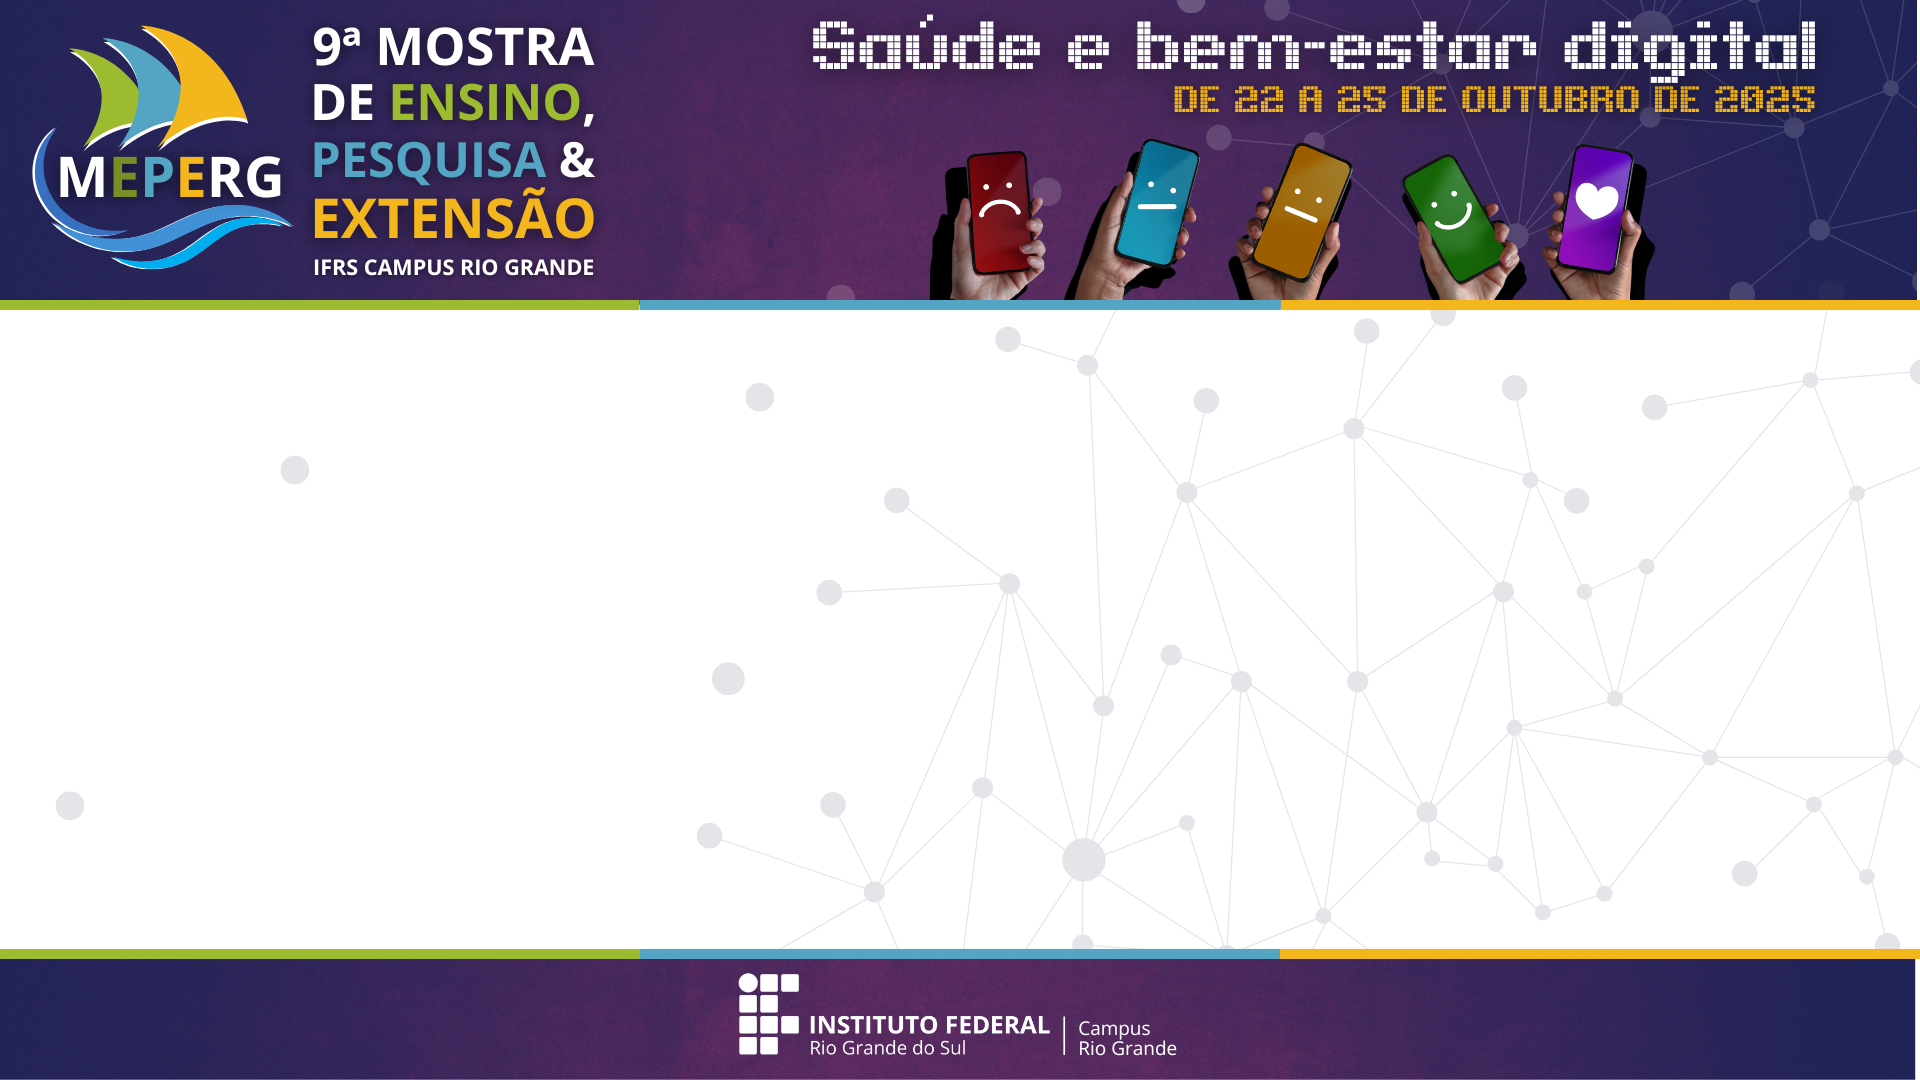 MEPERG
9ª MOSTRA
DE ENSINO,
PESQUISA &
EXTENSÃO
IFRS CAMPUS RIO GRANDE
Saúde e bem-estar digital
DE 22 A 25 DE OUTUBRO DE 2025
INSTITUTO FEDERAL
Rio Grande do Sul
Campus
Rio Grande